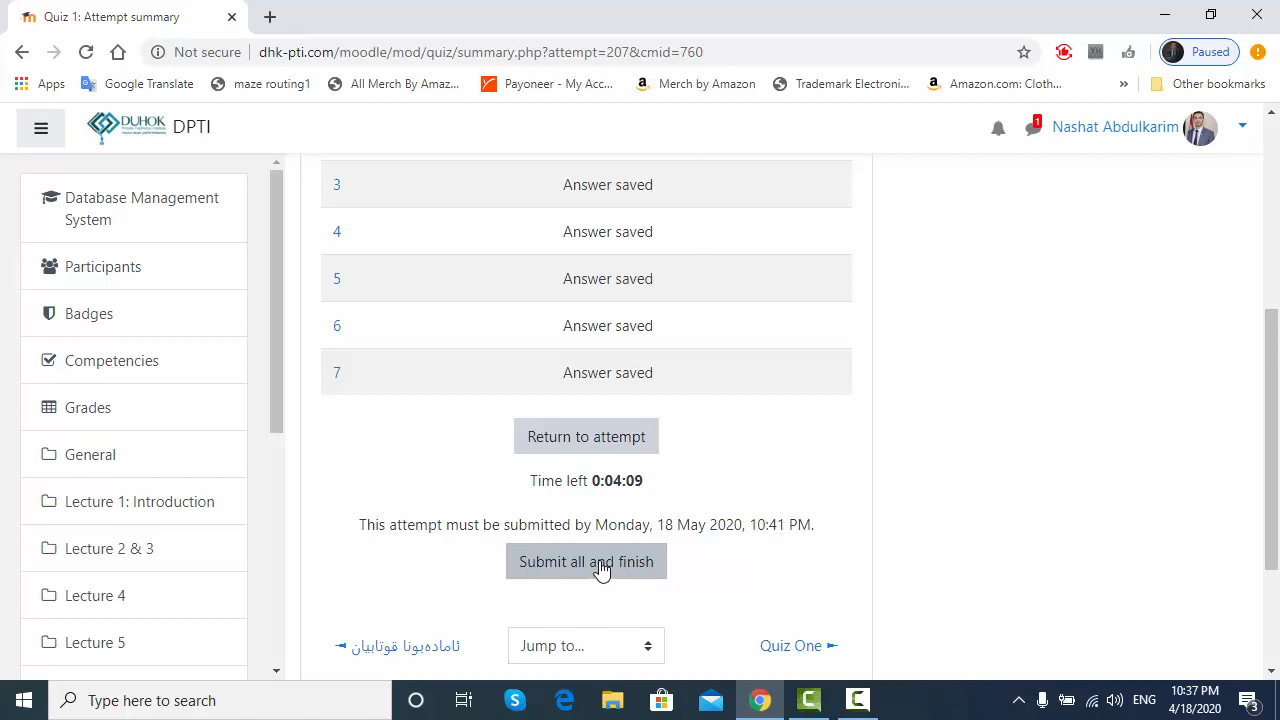 Quiz 1: Attempt summary
Not secure dhk-pti.com/moodle/mod/quiz/summary.php?attempt=207&cmid=760
Paused
Apps Google Translate maze routing1 All Merch By Amaz... Payoneer - My Acc... Merch by Amazon Trademark Electroni... Amazon.com: Cloth... » Other bookmarks
DUHOK
DPTI
1
Nashat Abdulkarim
Database Management
System
Participants
Badges
Competencies
Grades
General
Lecture 1: Introduction
Lecture 2 & 3
Lecture 4
Lecture 5
3 Answer saved
4 Answer saved
5 Answer saved
6 Answer saved
7 Answer saved
Return to attempt
Time left 0:04:09
This attempt must be submitted by Monday, 18 May 2020, 10:41 PM.
Submit all and finish
◄ ئامادەبونا قوتابیان
Jump to...
Quiz One ►
Type here to search
ENG
10:37 PM
4/18/2020
3